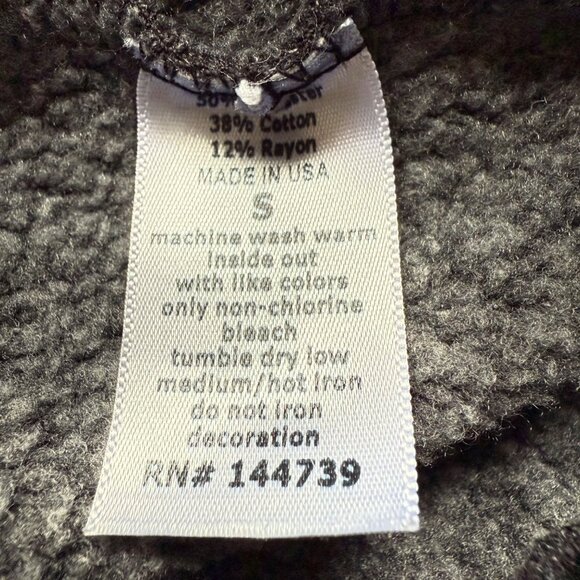 50%
38% Cotton
12% Rayon
MADE IN USA
S
machine wash warm
inside out
with like colors
only non-chlorine
bleach
tumble dry low
medium/hot iron
do not iron
decoration
RN# 144739